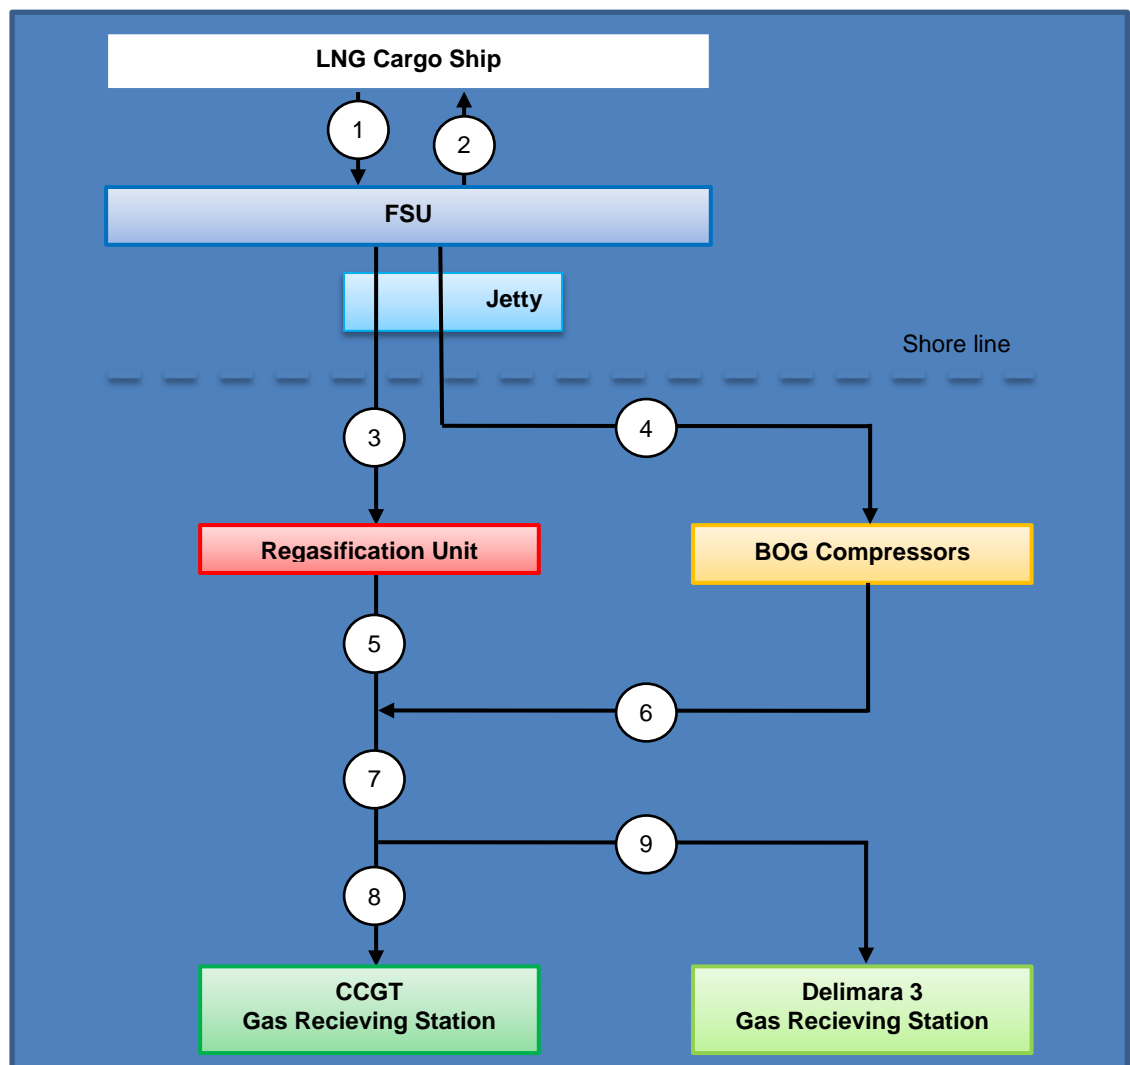 LNG Cargo Ship
1
2
FSU
Jetty
Shore line
3
4
Regasification Unit
BOG Compressors
5
6
7
9
8
CCGT
Gas Recieving Station
Delimara 3
Gas Recieving Station